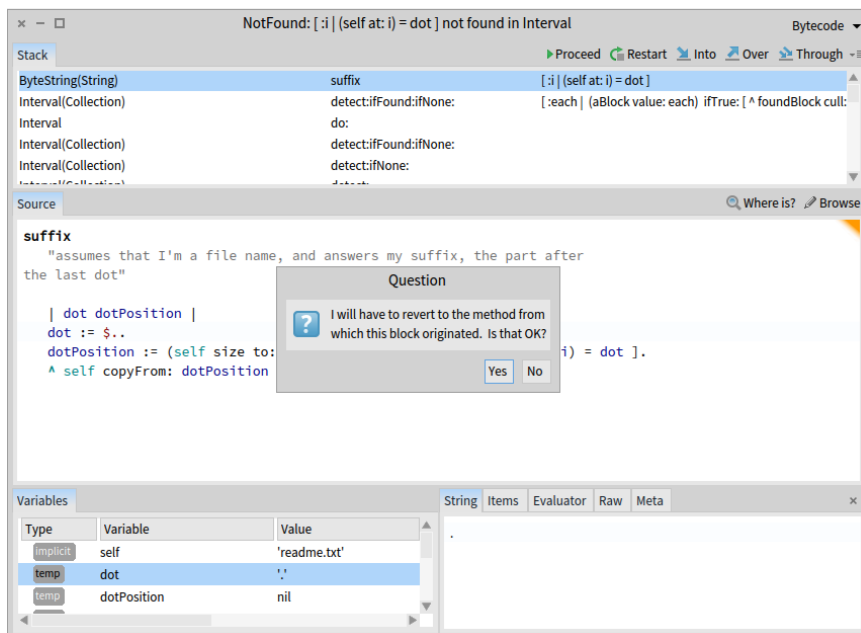 NotFound: [ :i | (self at: i) = dot ] not found in Interval
Bytecode
Stack
Proceed Restart Into Over Through
ByteString(String) suffix [ :i | (self at: i) = dot ]
Interval(Collection) detect:ifFound:ifNone: [ :each | (aBlock value: each) ifTrue: [ ^ foundBlock cull:
Interval do:
Interval(Collection) detect:ifFound:ifNone:
Interval(Collection) detect:ifNone:
Interval(Collection) detect:
Source
Where is? Browse
suffix
"assumes that I'm a file name, and answers my suffix, the part after
the last dot"
| dot dotPosition |
dot := $..
dotPosition := (self size to: i) = dot ].
^ self copyFrom: dotPosition
Question
I will have to revert to the method from
which this block originated. Is that OK?
Yes No
Variables
Type Variable Value
implicit self 'readme.txt'
temp dot '.'
temp dotPosition nil
String Items Evaluator Raw Meta
.